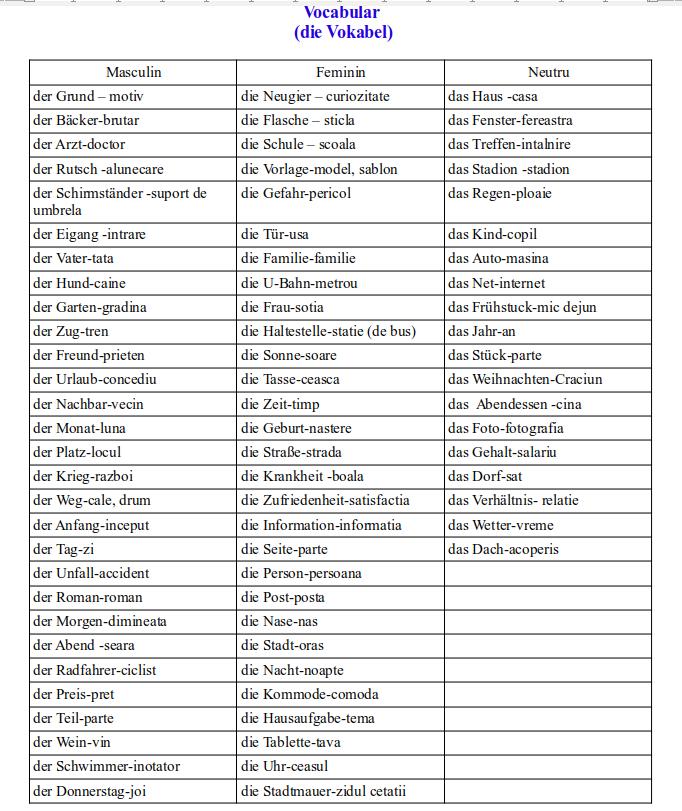 Vocabular
(die Vokabel)
Masculin Feminin Neutru
der Grund – motiv die Neugier – curiozitate das Haus -casa
der Bäcker-brutar die Flasche – sticla das Fenster-fereastra
der Arzt-doctor die Schule – scoala das Treffen-intalnire
der Rutsch -alunecare die Vorlage-model, sablon das Stadion -stadion
der Schirmständer -suport de die Gefahr-pericol das Regen-ploaie
umbrela
der Eigang -intrare die Tür-usa das Kind-copil
der Vater-tata die Familie-familie das Auto-masina
der Hund-caine die U-Bahn-metrou das Net-internet
der Garten-gradina die Frau-sotia das Frühstuck-mic dejun
der Zug-tren die Haltestelle-statie (de bus) das Jahr-an
der Freund-prieten die Sonne-soare das Stück-parte
der Urlaub-concediu die Tasse-ceasca das Weihnachten-Craciun
der Nachbar-vecin die Zeit-timp das Abendessen -cina
der Monat-luna die Geburt-nastere das Foto-fotografia
der Platz-locul die Straße-strada das Gehalt-salariu
der Krieg-razboi die Krankheit -boala das Dorf-sat
der Weg-cale, drum die Zufriedenheit-satisfactia das Verhältnis- relatie
der Anfang-inceput die Information-informatia das Wetter-vreme
der Tag-zi die Seite-parte das Dach-acoperis
der Unfall-accident die Person-persoana
der Roman-roman die Post-posta
der Morgen-dimineata die Nase-nas
der Abend -seara die Stadt-oras
der Radfahrer-ciclist die Nacht-noapte
der Preis-pret die Kommode-comoda
der Teil-parte die Hausaufgabe-tema
der Wein-vin die Tablette-tava
der Schwimmer-inotator die Uhr-ceasul
der Donnerstag-joi die Stadtmauer-zidul cetatii